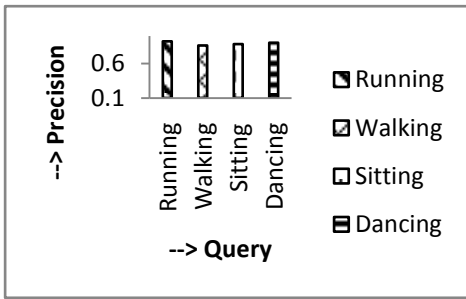 --> Precision
0.6
0.1
Running
Walking
Sitting
Dancing
--> Query
Running
Walking
Sitting
Dancing